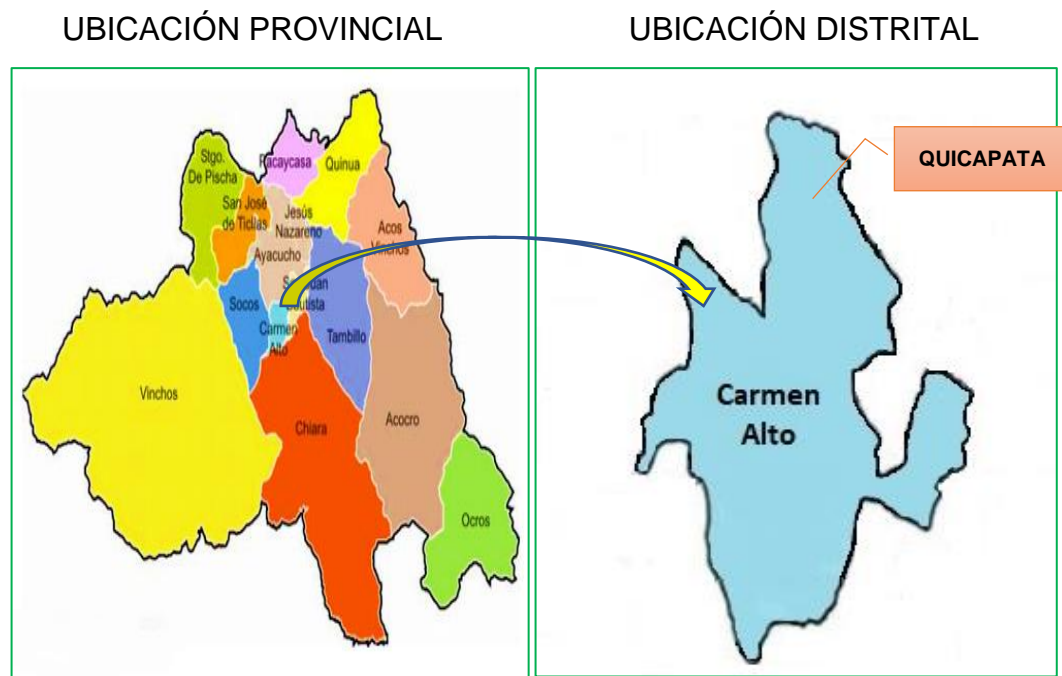 UBICACIÓN PROVINCIAL
UBICACIÓN DISTRITAL
Stgo.
De Pischa
Pacaycasa
Quinua
San José
de Ticllas
Jesús
Nazareno
Acos
Vinchos
Ayacucho
Socos
Carmen
Alto
Tambillo
Vinchos
Chiara
Acocro
Ocros
QUICAPATA
Carmen
Alto